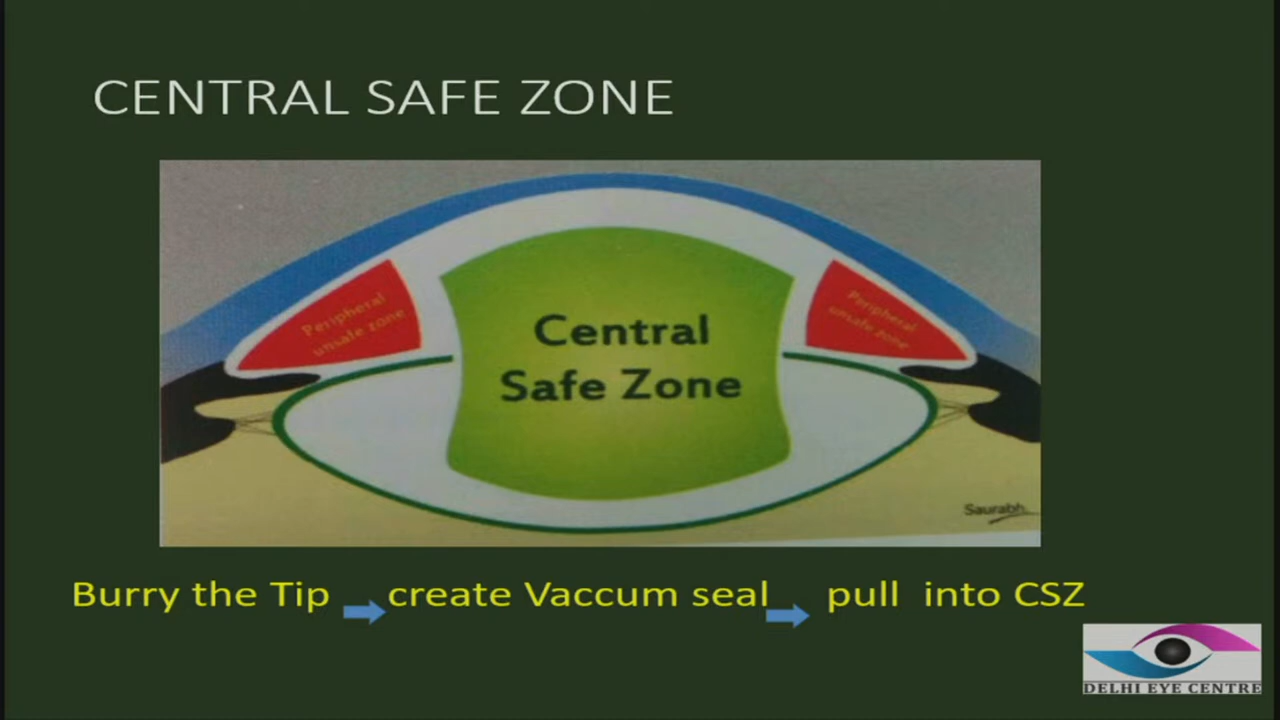 CENTRAL SAFE ZONE
Peripheral
unsafe zone
Central
Safe Zone
Peripheral
unsafe zone
Saurabh
Burry the Tip create Vaccum seal pull into CSZ
DELHI EYE CENTRE